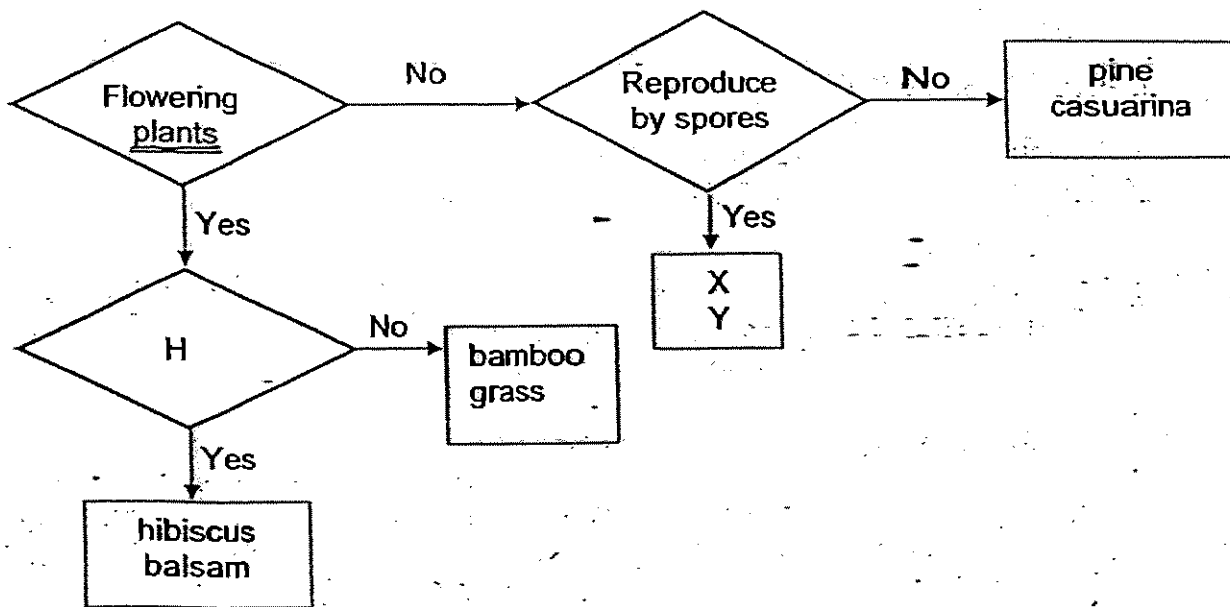 Flowering
plants
No
Reproduce
by spores
No
pine
casuarina
Yes
Yes
X
Y
H
No
bamboo
grass
Yes
hibiscus
balsam